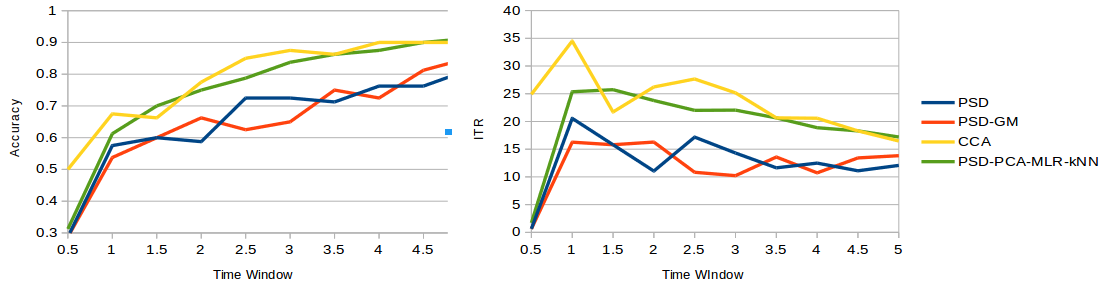 1
0.9
0.8
0.7
0.6
0.5
0.4
0.3
Accuracy
0.5 1 1.5 2 2.5 3 3.5 4 4.5
Time Window
40
35
30
25
20
15
10
5
0
ITR
0.5 1 1.5 2 2.5 3 3.5 4 4.5 5
Time WIndow
PSD
PSD-GM
CCA
PSD-PCA-MLR-kNN